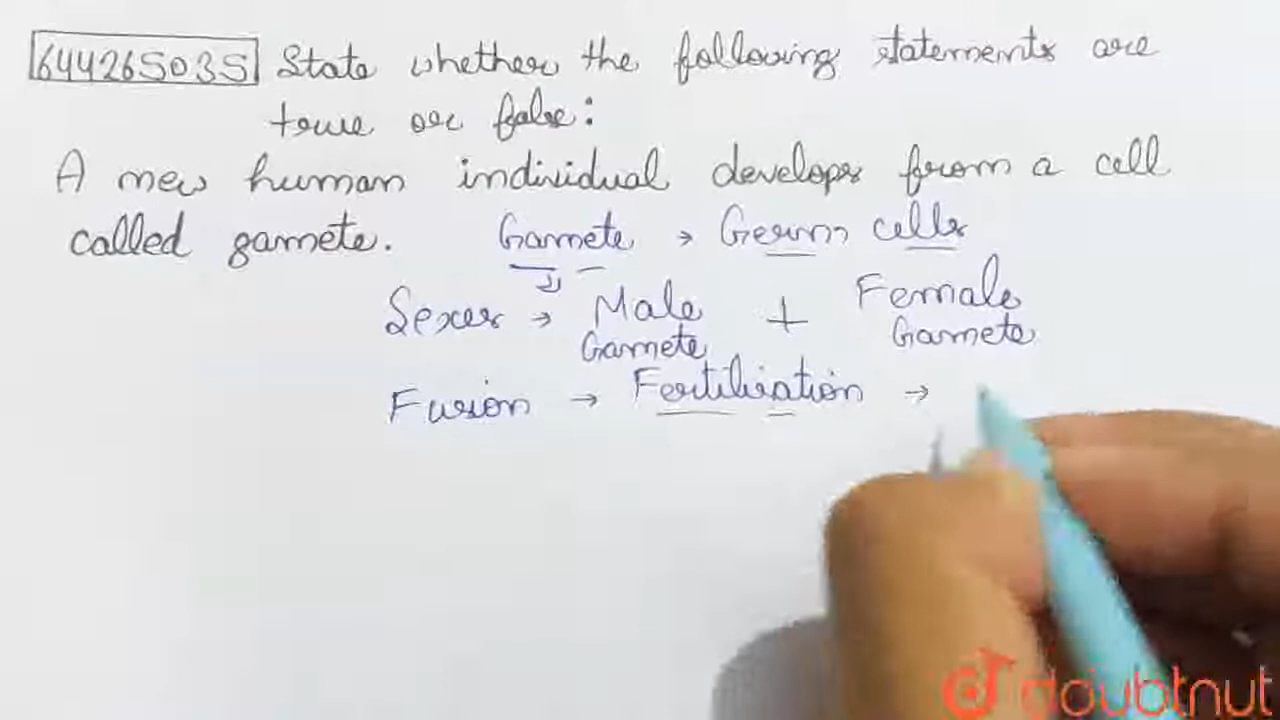 644265035 State whether the following statements are
true or false:
A new human individual develops from a cell
called gamete. Gamete → Germ cells
Sexes → Male + Female
Gamete Gamete
Fusion → Fertilisation →
doubtnut